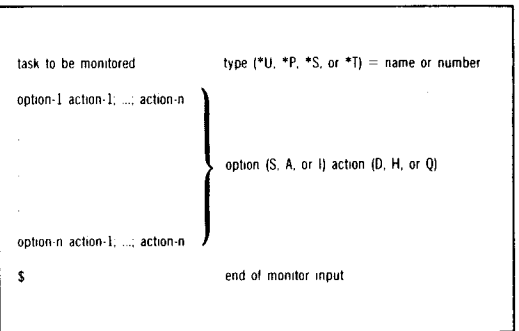 task to be monitored type (*U, *P, *S, or *T) = name or number
option-1 action-1; ...; action-n
option (S, A, or I) action (D, H, or Q)
option-n action-1; ...; action-n
$ end of monitor input